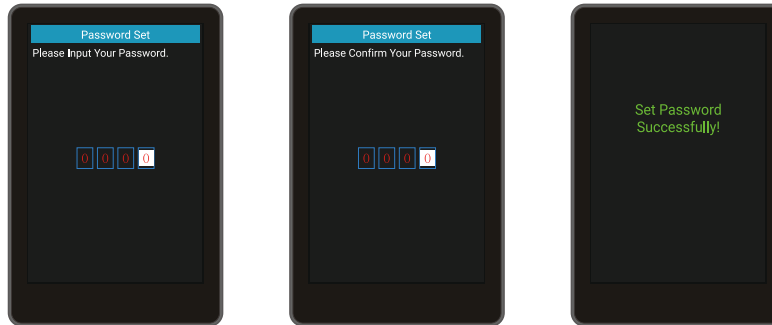 Password Set
Please Input Your Password.
0 0 0 0
Password Set
Please Confirm Your Password.
0 0 0 0
Set Password
Successfully!